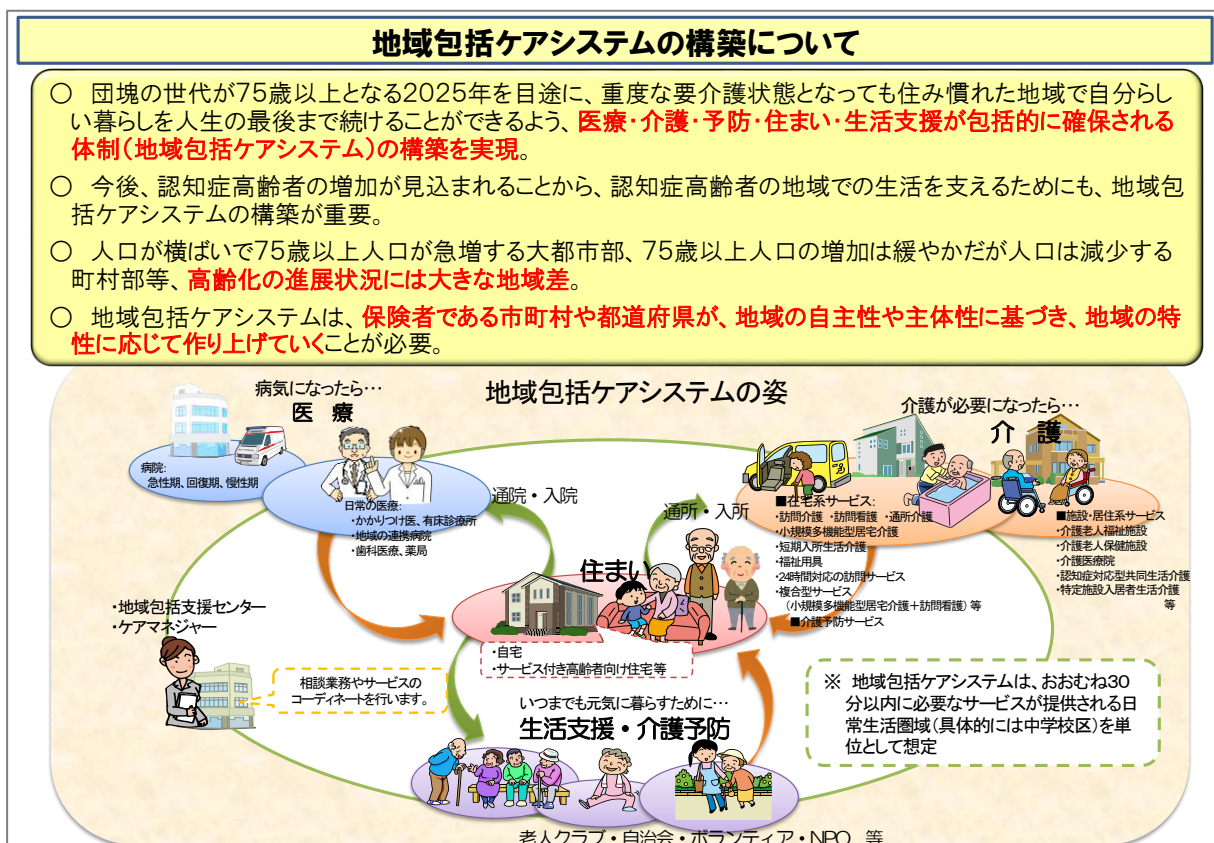 地域包括ケアシステムの構築について
○ 団塊の世代が75歳以上となる2025年を目途に、重度な要介護状態となっても住み慣れた地域で自分らし
い暮らしを人生の最後まで続けることができるよう、医療・介護・予防・住まい・生活支援が包括的に確保される
体制（地域包括ケアシステム）の構築を実現。
○ 今後、認知症高齢者の増加が見込まれることから、認知症高齢者の地域での生活を支えるためにも、地域包
括ケアシステムの構築が重要。
○ 人口が横ばいで75歳以上人口が急増する大都市部、75歳以上人口の増加は緩やかだが人口は減少する
町村部等、高齢化の進展状況には大きな地域差。
○ 地域包括ケアシステムは、保険者である市町村や都道府県が、地域の自主性や主体性に基づき、地域の特
性に応じて作り上げていくことが必要。
地域包括ケアシステムの姿
病気になったら…
医 療
病院:
急性期、回復期、慢性期
日常の医療:
・かかりつけ医、有床診療所
・地域の連携病院
・歯科医療、薬局
通院・入院
通所・入所
介護が必要になったら…
介 護
■在宅系サービス:
・訪問介護 ・訪問看護 ・通所介護
・小規模多機能型居宅介護
・短期入所生活介護
・福祉用具
・24時間対応の訪問サービス
・複合型サービス
（小規模多機能型居宅介護＋訪問看護）等
■介護予防サービス
■施設・居住系サービス
・介護老人福祉施設
・介護老人保健施設
・介護医療院
・認知症対応型共同生活介護
・特定施設入居者生活介護
等
住まい
・自宅
・サービス付き高齢者向け住宅等
・地域包括支援センター
・ケアマネジャー
相談業務やサービスの
コーディネートを行います。
いつまでも元気に暮らすために…
生活支援・介護予防
※ 地域包括ケアシステムは、おおむね30
分以内に必要なサービスが提供される日
常生活圏域（具体的には中学校区）を単
位として想定
老人クラブ・自治会・ボランティア・NPO 等